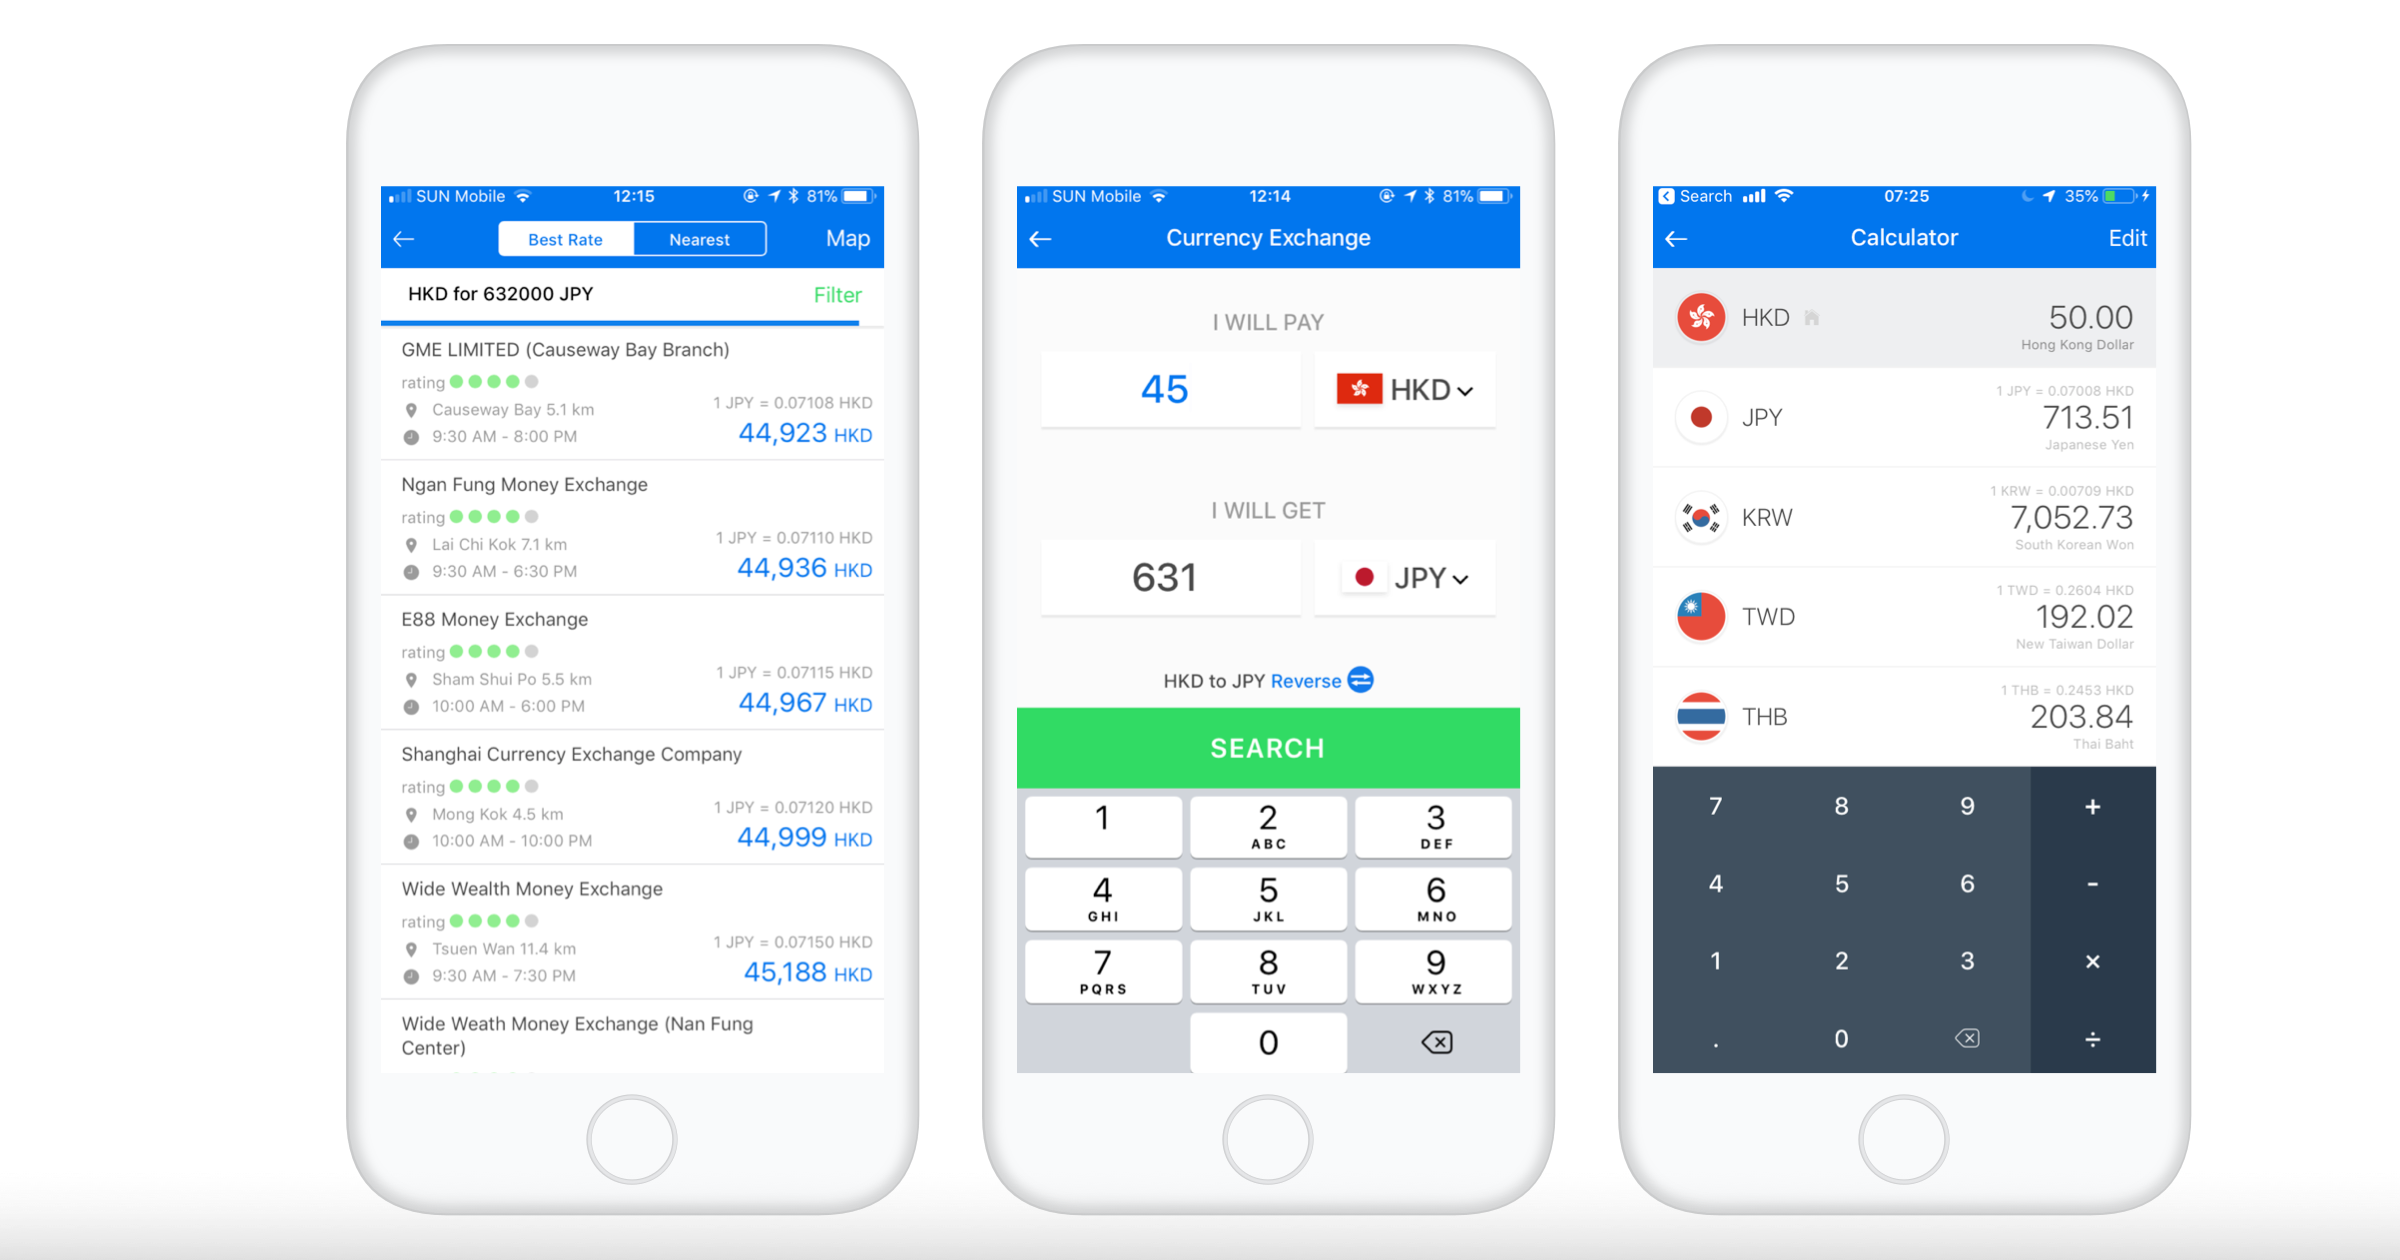 SUN Mobile
12:15
81%
Best Rate
Nearest
Map
HKD for 632000 JPY
Filter
GME LIMITED (Causeway Bay Branch)
rating
Causeway Bay 5.1 km
1 JPY = 0.07108 HKD
9:30 AM - 8:00 PM
44,923 HKD
Ngan Fung Money Exchange
rating
Lai Chi Kok 7.1 km
1 JPY = 0.07110 HKD
9:30 AM - 6:30 PM
44,936 HKD
E88 Money Exchange
rating
Sham Shui Po 5.5 km
1 JPY = 0.07115 HKD
10:00 AM - 6:00 PM
44,967 HKD
Shanghai Currency Exchange Company
rating
Mong Kok 4.5 km
1 JPY = 0.07120 HKD
10:00 AM - 10:00 PM
44,999 HKD
Wide Wealth Money Exchange
rating
Tsuen Wan 11.4 km
1 JPY = 0.07150 HKD
9:30 AM - 7:30 PM
45,188 HKD
Wide Weath Money Exchange (Nan Fung
Center)
SUN Mobile
12:14
81%
Currency Exchange
I WILL PAY
45
HKD
I WILL GET
631
JPY
HKD to JPY Reverse
SEARCH
1
2
3
ABC
DEF
4
5
6
GHI
JKL
MNO
7
8
9
PQRS
TUV
WXYZ
0
Search
07:25
35%
Calculator
Edit
HKD
50.00
Hong Kong Dollar
1 JPY = 0.07008 HKD
JPY
713.51
Japanese Yen
1 KRW = 0.00709 HKD
KRW
7,052.73
South Korean Won
1 TWD = 0.2604 HKD
TWD
192.02
New Taiwan Dollar
1 THB = 0.2453 HKD
THB
203.84
Thai Baht
7 8 9 +
4 5 6 -
1 2 3 ×
. 0 ÷